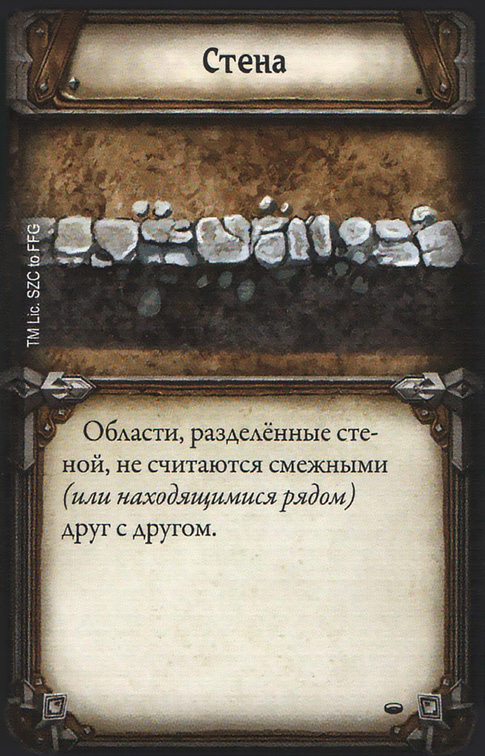 Стена
TM Lic. SZC to FFG
Области, разделённые сте-
ной, не считаются смежными
(или находящимися рядом)
друг с другом.